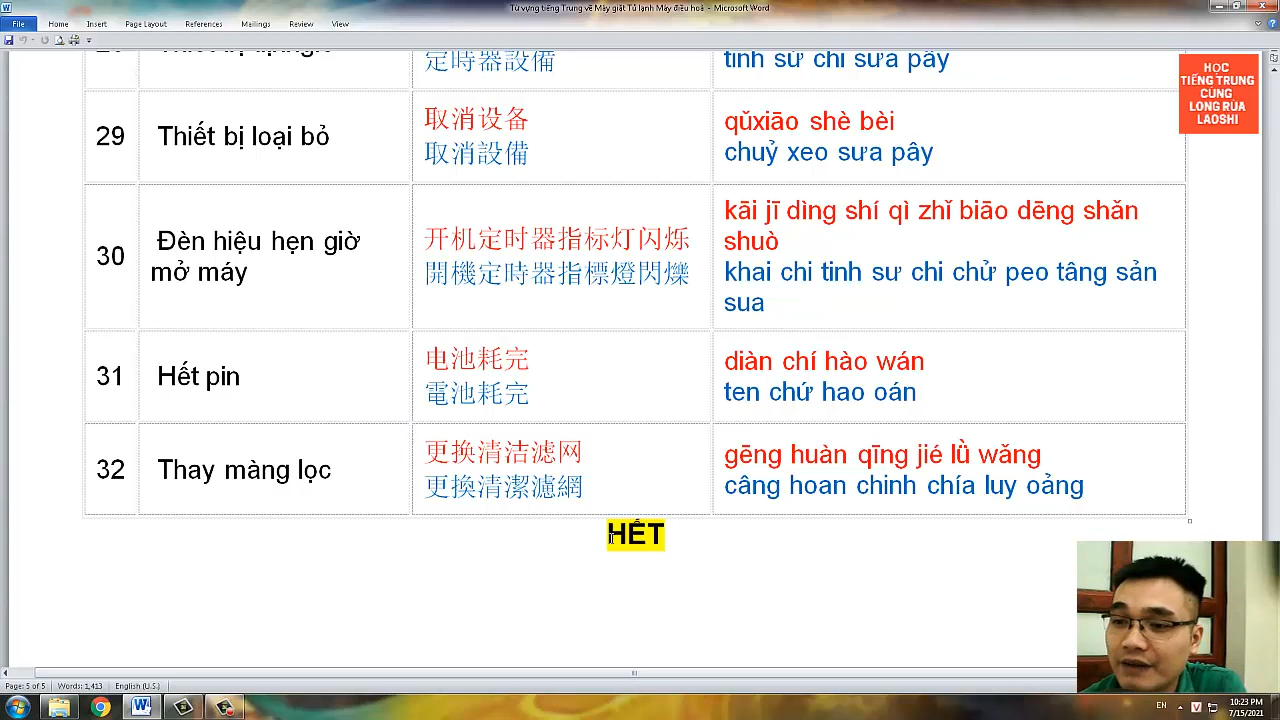 Từ vựng tiếng Trung về Máy giặt Tủ lạnh Máy điều hoà - Microsoft Word
File Home Insert Page Layout References Mailings Review View
定時器設備
tinh sứ chi sưa pây
HỌC
TIẾNG TRUNG
CÙNG
LONG RÙA
LAOSHI
29
Thiết bị loại bỏ
取消设备
取消設備
qǔxiāo shè bèi
chuỷ xeo sưa pây
30
Đèn hiệu hẹn giờ
mở máy
开机定时器指标灯闪烁
開機定時器指標燈閃爍
kāi jī dìng shí qì zhǐ biāo dēng shǎn
shuò
khai chi tinh sư chi chử peo tâng sản
sua
31
Hết pin
电池耗完
電池耗完
diàn chí hào wán
ten chứ hao oán
32
Thay màng lọc
更换清洁滤网
更換清潔濾網
gēng huàn qīng jié lǜ wǎng
câng hoan chinh chía luy oảng
HẾT
Page: 5 of 5 Words: 1,413 English (U.S.)
EN
10:23 PM
7/15/2021